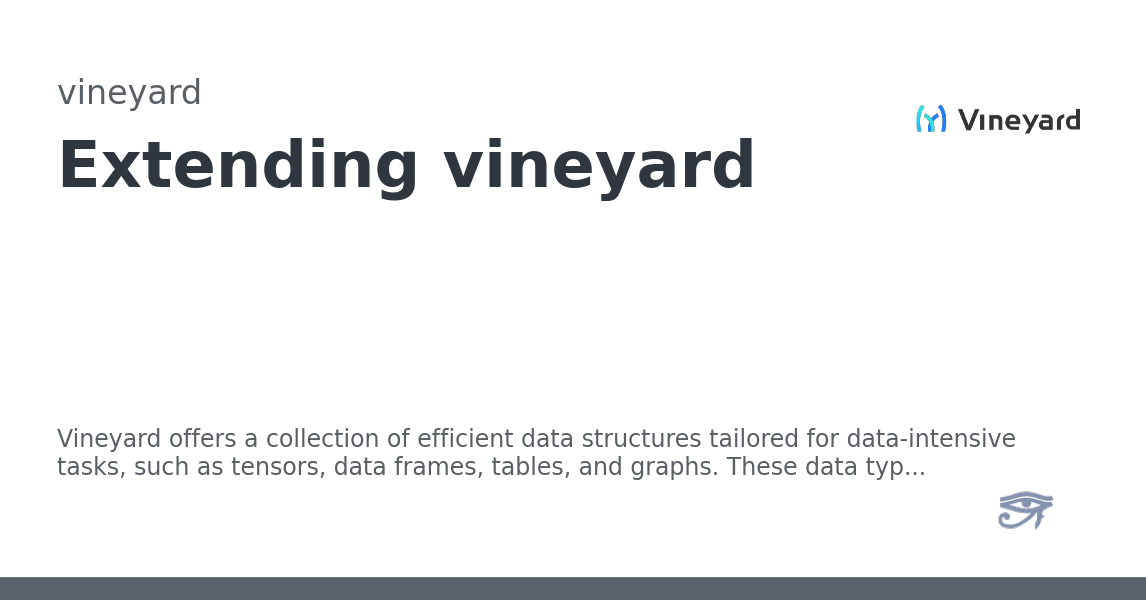 vineyard
Vineyard
Extending vineyard
Vineyard offers a collection of efficient data structures tailored for data-intensive
tasks, such as tensors, data frames, tables, and graphs. These data typ...